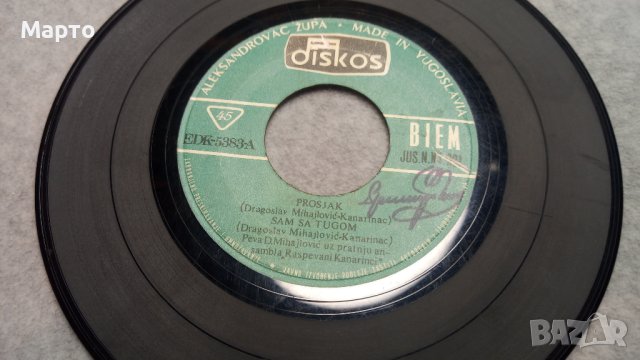 Марто
ALEKSANDROVAC ŽUPA • MADE IN YUGOSLAVIA
diskos
45
EDK-5383-A
BIEM
JUS.N.N
PROSJAK
(Dragoslav Mihajlović-Kanarinac)
SAM SA TUGOM
(Dragoslav Mihajlović-Kanarinac)
Peva D.Mihajlović uz pratnju an-
sambla"Raspevani Kanarinci"
BAZAR